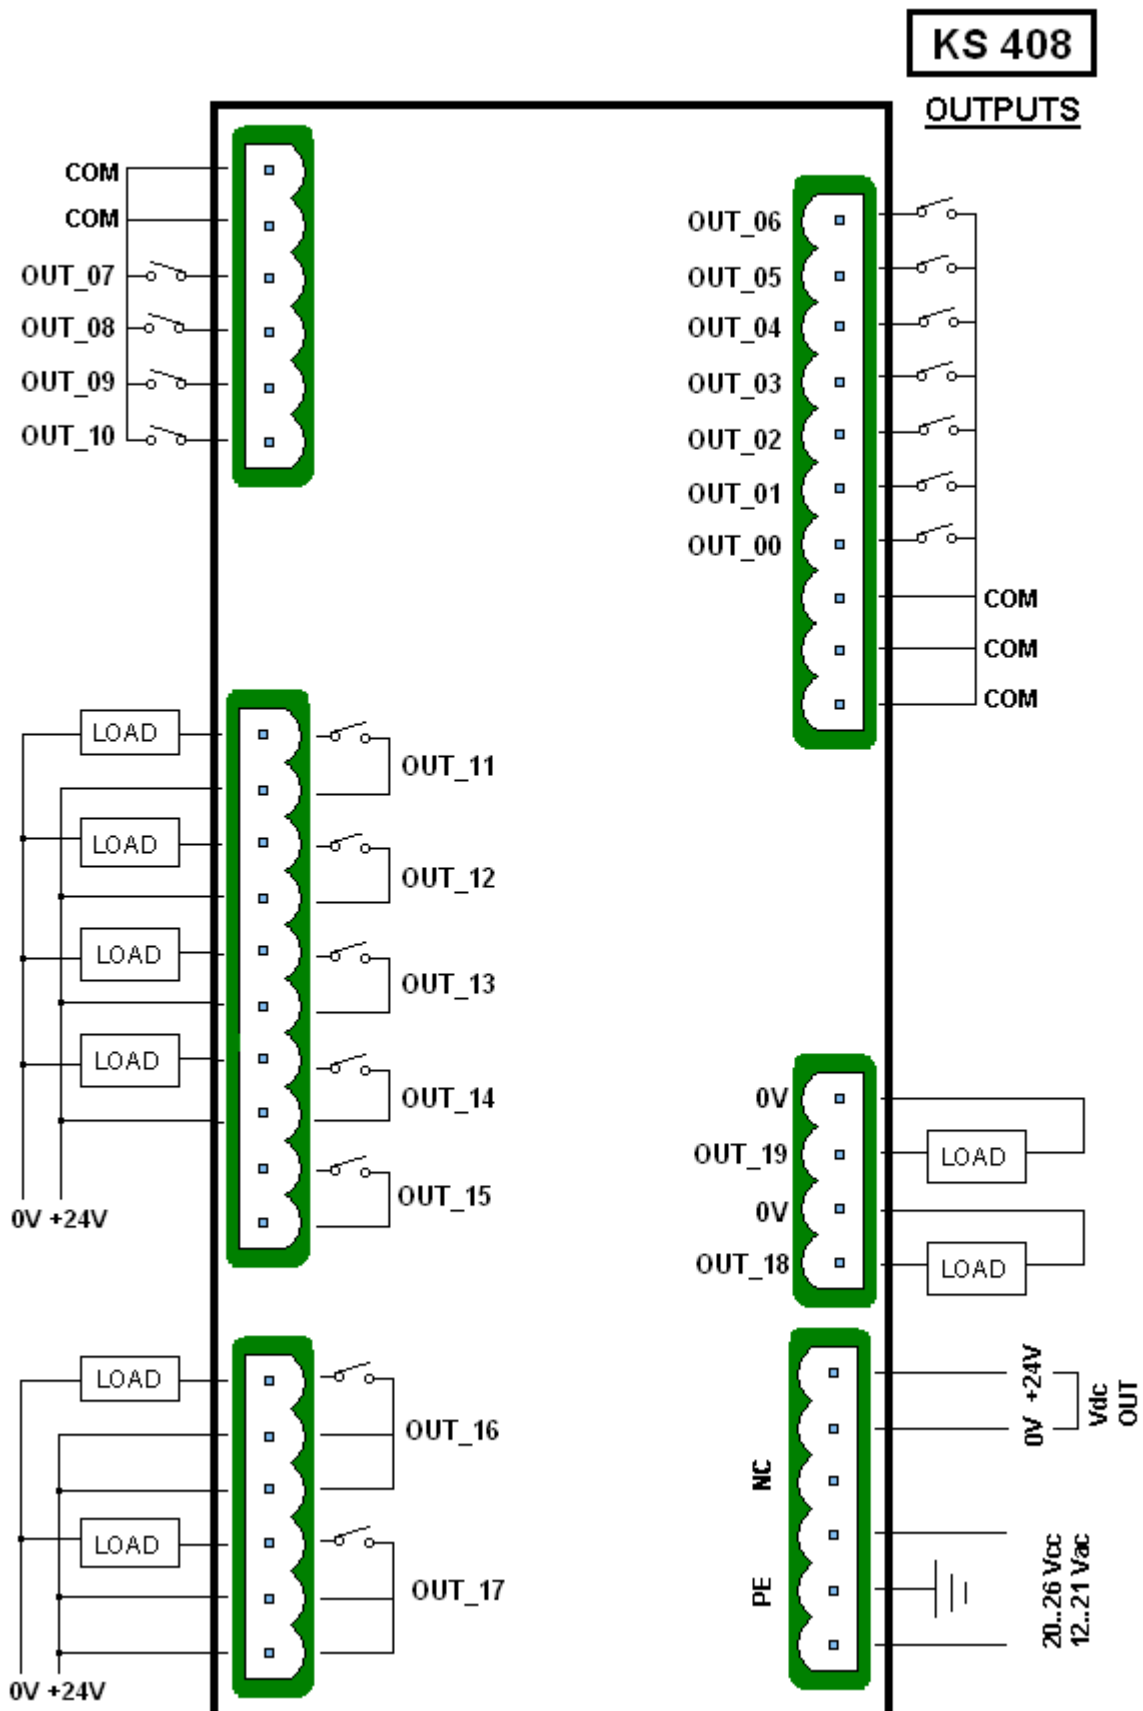 KS 408
OUTPUTS
COM
COM
OUT_07
OUT_08
OUT_09
OUT_10
OUT_06
OUT_05
OUT_04
OUT_03
OUT_02
OUT_01
OUT_00
COM
COM
COM
LOAD
OUT_11
LOAD
OUT_12
LOAD
OUT_13
LOAD
OUT_14
OUT_15
0V +24V
0V
OUT_19
LOAD
0V
OUT_18
LOAD
LOAD
OUT_16
LOAD
OUT_17
0V +24V
0V +24V
Vdc
OUT
NC
PE
20..26 Vcc
12..21 Vac